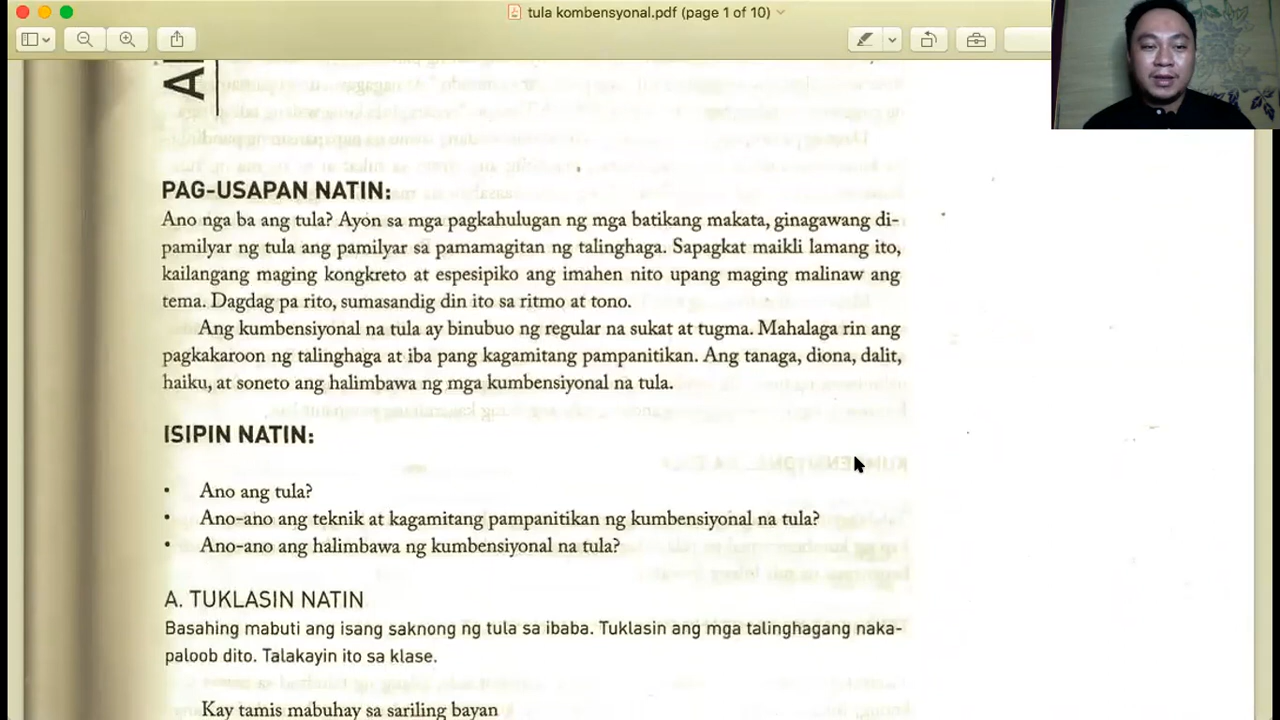 tula kombensyonal.pdf (page 1 of 10)
PAG-USAPAN NATIN:
Ano nga ba ang tula? Ayon sa mga pagkahulugan ng mga batikang makata, ginagawang di-
pamilyar ng tula ang pamilyar sa pamamagitan ng talinghaga. Sapagkat maikli lamang ito,
kailangang maging kongkreto at espesipiko ang imahen nito upang maging malinaw ang
tema. Dagdag pa rito, sumasandig din ito sa ritmo at tono.
Ang kumbensiyonal na tula ay binubuo ng regular na sukat at tugma. Mahalaga rin ang
pagkakaroon ng talinghaga at iba pang kagamitang pampanitikan. Ang tanaga, diona, dalit,
haiku, at soneto ang halimbawa ng mga kumbensiyonal na tula.
ISIPIN NATIN:
• Ano ang tula?
• Ano-ano ang teknik at kagamitang pampanitikan ng kumbensiyonal na tula?
• Ano-ano ang halimbawa ng kumbensiyonal na tula?
A. TUKLASIN NATIN
Basahing mabuti ang isang saknong ng tula sa ibaba. Tuklasin ang mga talinghagang naka-
paloob dito. Talakayin ito sa klase.
Kay tamis mabuhay sa sariling bayan